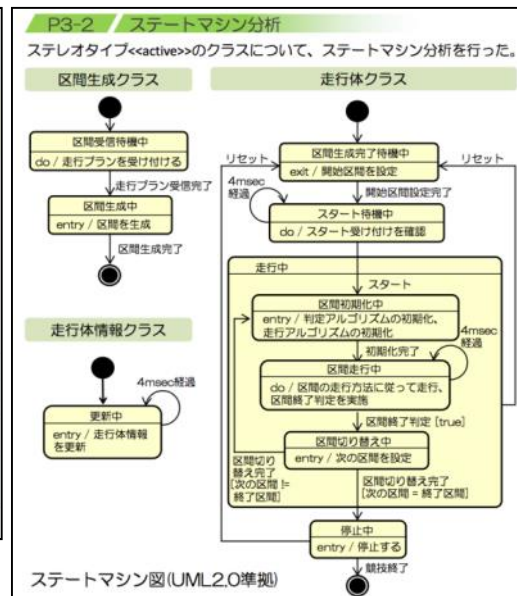 P3-2 ステートマシン分析
ステレオタイプ<<active>>のクラスについて、ステートマシン分析を行った。
区間生成クラス
区間受信待機中
do / 走行プランを受け付ける
走行プラン受信完了
区間生成中
entry / 区間を生成
区間生成完了
走行体情報クラス
4msec経過
更新中
entry / 走行体情報
を更新
走行体クラス
リセット
区間生成完了待機中
exit / 開始区間を設定
リセット
4msec
経過
開始区間設定完了
スタート待機中
do / スタート受け付けを確認
走行中
スタート
区間初期化中
entry / 判定アルゴリズムの初期化、
走行アルゴリズムの初期化
初期化完了
4msec
経過
区間走行中
do / 区間の走行方法に従って走行、
区間終了判定を実施
区間終了判定 [true]
区間切り替え中
entry / 次の区間を設定
区間切り
替え完了
[次の区間 !=
終了区間]
区間切り替え完了
[次の区間 = 終了区間]
停止中
entry / 停止する
競技終了
ステートマシン図(UML2.0準拠)